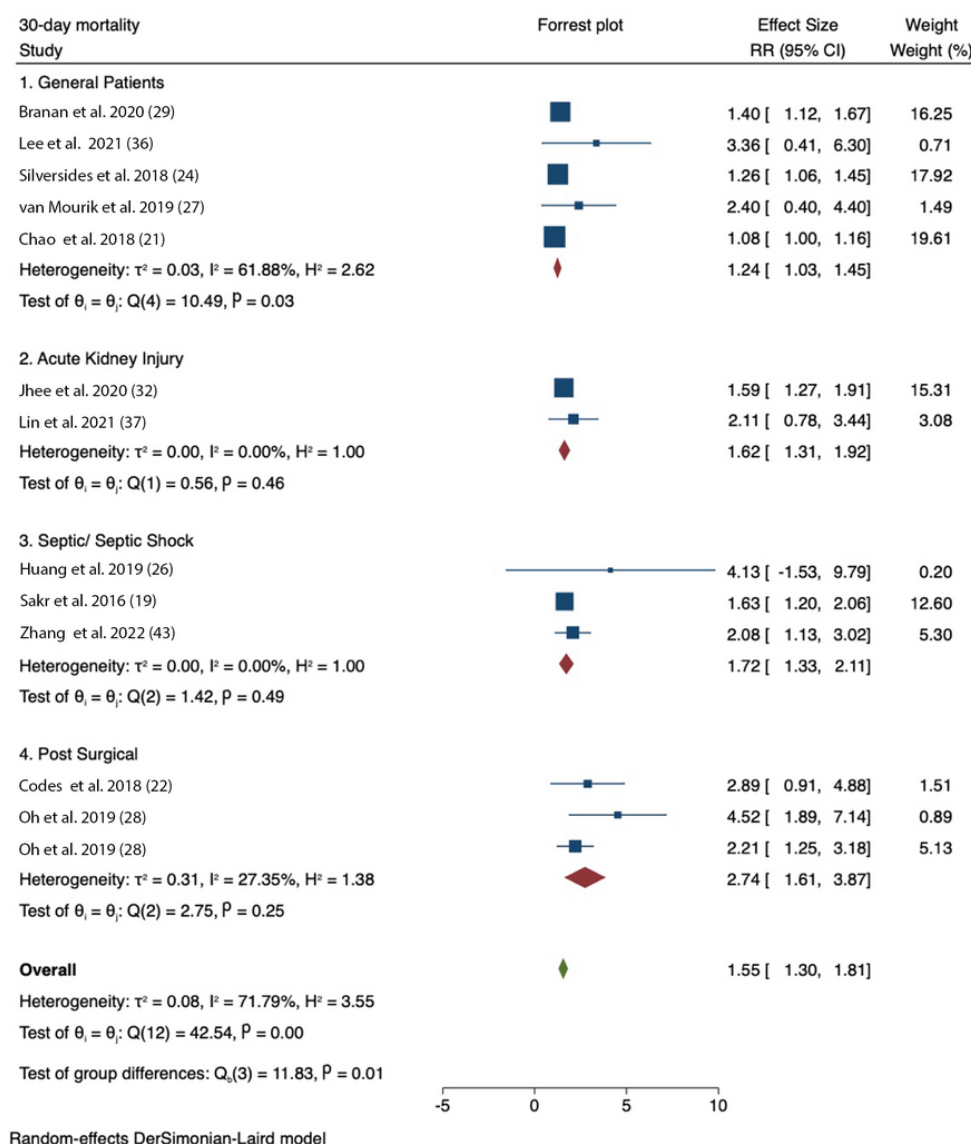 30-day mortality Forrest plot Effect Size Weight
Study RR (95% CI) Weight (%)
1. General Patients
Branan et al. 2020 (29) 1.40 [ 1.12, 1.67] 16.25
Lee et al. 2021 (36) 3.36 [ 0.41, 6.30] 0.71
Silversides et al. 2018 (24) 1.26 [ 1.06, 1.45] 17.92
van Mourik et al. 2019 (27) 2.40 [ 0.40, 4.40] 1.49
Chao et al. 2018 (21) 1.08 [ 1.00, 1.16] 19.61
Heterogeneity: τ² = 0.03, I² = 61.88%, H² = 2.62 1.24 [ 1.03, 1.45]
Test of θᵢ = θⱼ: Q(4) = 10.49, P = 0.03
2. Acute Kidney Injury
Jhee et al. 2020 (32) 1.59 [ 1.27, 1.91] 15.31
Lin et al. 2021 (37) 2.11 [ 0.78, 3.44] 3.08
Heterogeneity: τ² = 0.00, I² = 0.00%, H² = 1.00 1.62 [ 1.31, 1.92]
Test of θᵢ = θⱼ: Q(1) = 0.56, P = 0.46
3. Septic/ Septic Shock
Huang et al. 2019 (26) 4.13 [ -1.53, 9.79] 0.20
Sakr et al. 2016 (19) 1.63 [ 1.20, 2.06] 12.60
Zhang et al. 2022 (43) 2.08 [ 1.13, 3.02] 5.30
Heterogeneity: τ² = 0.00, I² = 0.00%, H² = 1.00 1.72 [ 1.33, 2.11]
Test of θᵢ = θⱼ: Q(2) = 1.42, P = 0.49
4. Post Surgical
Codes et al. 2018 (22) 2.89 [ 0.91, 4.88] 1.51
Oh et al. 2019 (28) 4.52 [ 1.89, 7.14] 0.89
Oh et al. 2019 (28) 2.21 [ 1.25, 3.18] 5.13
Heterogeneity: τ² = 0.31, I² = 27.35%, H² = 1.38 2.74 [ 1.61, 3.87]
Test of θᵢ = θⱼ: Q(2) = 2.75, P = 0.25
Overall 1.55 [ 1.30, 1.81]
Heterogeneity: τ² = 0.08, I² = 71.79%, H² = 3.55
Test of θᵢ = θⱼ: Q(12) = 42.54, P = 0.00
Test of group differences: Q_b(3) = 11.83, P = 0.01
-5 0 5 10
Random-effects DerSimonian-Laird model